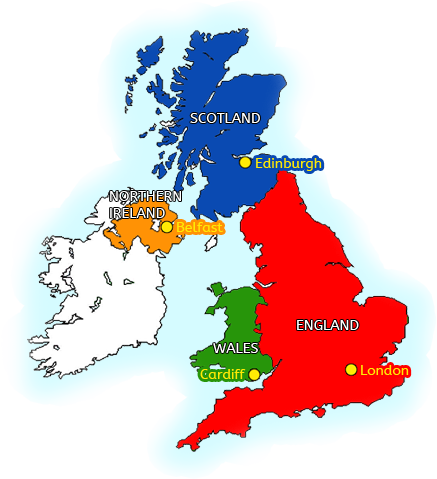 SCOTLAND
Edinburgh
NORTHERN
IRELAND
Belfast
ENGLAND
WALES
Cardiff
London